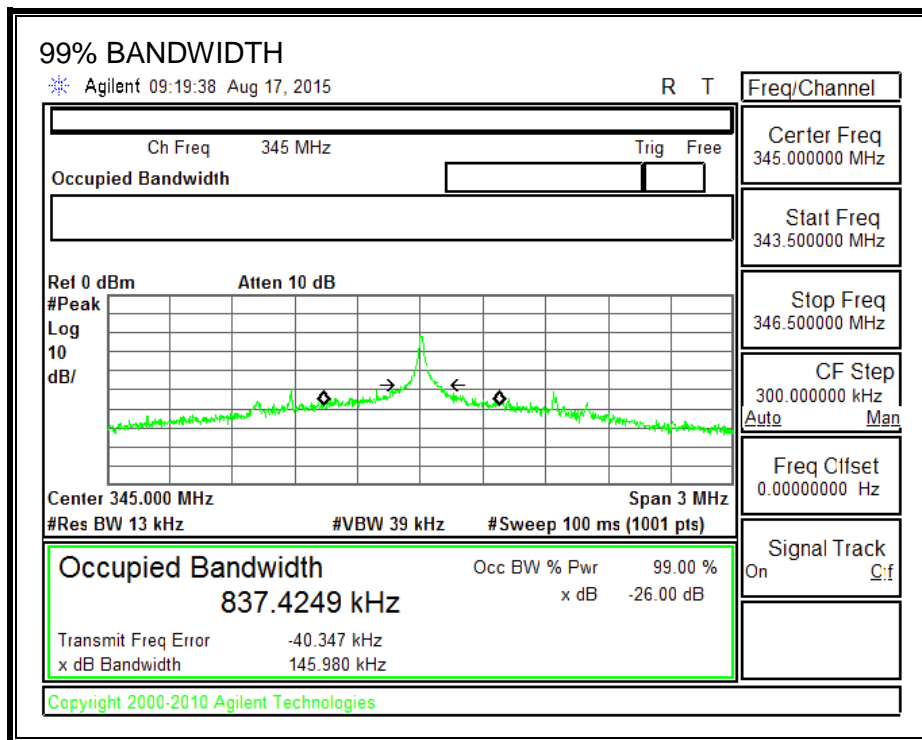 99% BANDWIDTH
Agilent 09:19:38 Aug 17, 2015 R T
Freq/Channel
Ch Freq 345 MHz Trig Free
Occupied Bandwidth
Center Freq
345.000000 MHz
Start Freq
343.500000 MHz
Stop Freq
346.500000 MHz
CF Step
300.000000 kHz
Auto Man
Freq Offset
0.00000000 Hz
Signal Track
On Off
Ref 0 dBm Atten 10 dB
#Peak
Log
10
dB/
Center 345.000 MHz Span 3 MHz
#Res BW 13 kHz #VBW 39 kHz #Sweep 100 ms (1001 pts)
Occupied Bandwidth
837.4249 kHz
Occ BW % Pwr 99.00 %
x dB -26.00 dB
Transmit Freq Error -40.347 kHz
x dB Bandwidth 145.980 kHz
Copyright 2000-2010 Agilent Technologies